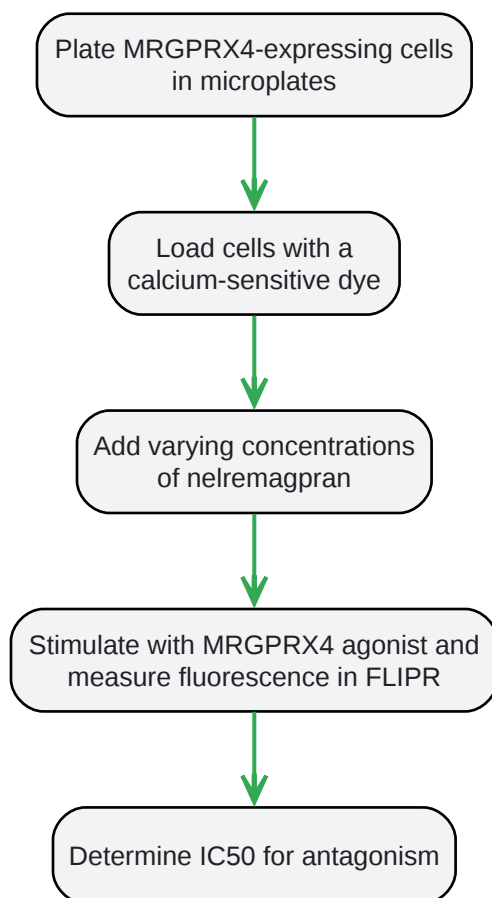 Plate MRGPRX4-expressing cells
in microplates
Load cells with a
calcium-sensitive dye
Add varying concentrations
of nelremagpran
Stimulate with MRGPRX4 agonist and
measure fluorescence in FLIPR
Determine IC50 for antagonism